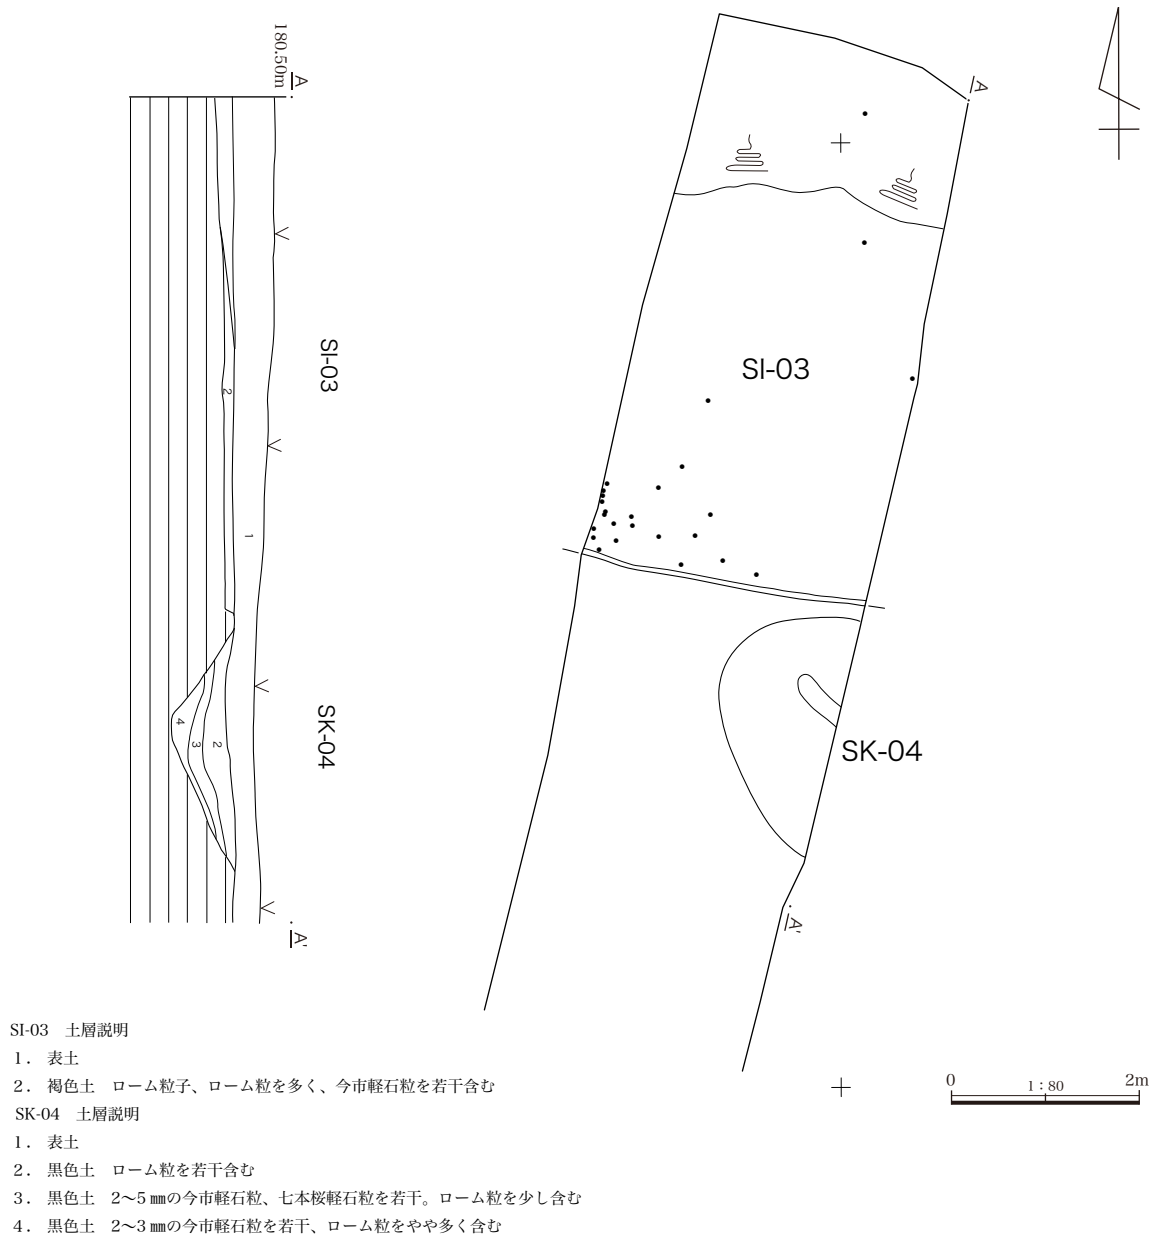 180.50m
A
SI-03
2
1
SK-04
4
3
2
A'
A
SI-03
SK-04
A'
0
1：80
2m
SI-03　土層説明
1．表土
2．褐色土　ローム粒子、ローム粒を多く、今市軽石粒を若干含む
SK-04　土層説明
1．表土
2．黒色土　ローム粒を若干含む
3．黒色土　2〜5㎜の今市軽石粒、七本桜軽石粒を若干。ローム粒を少し含む
4．黒色土　2〜3㎜の今市軽石粒を若干、ローム粒をやや多く含む